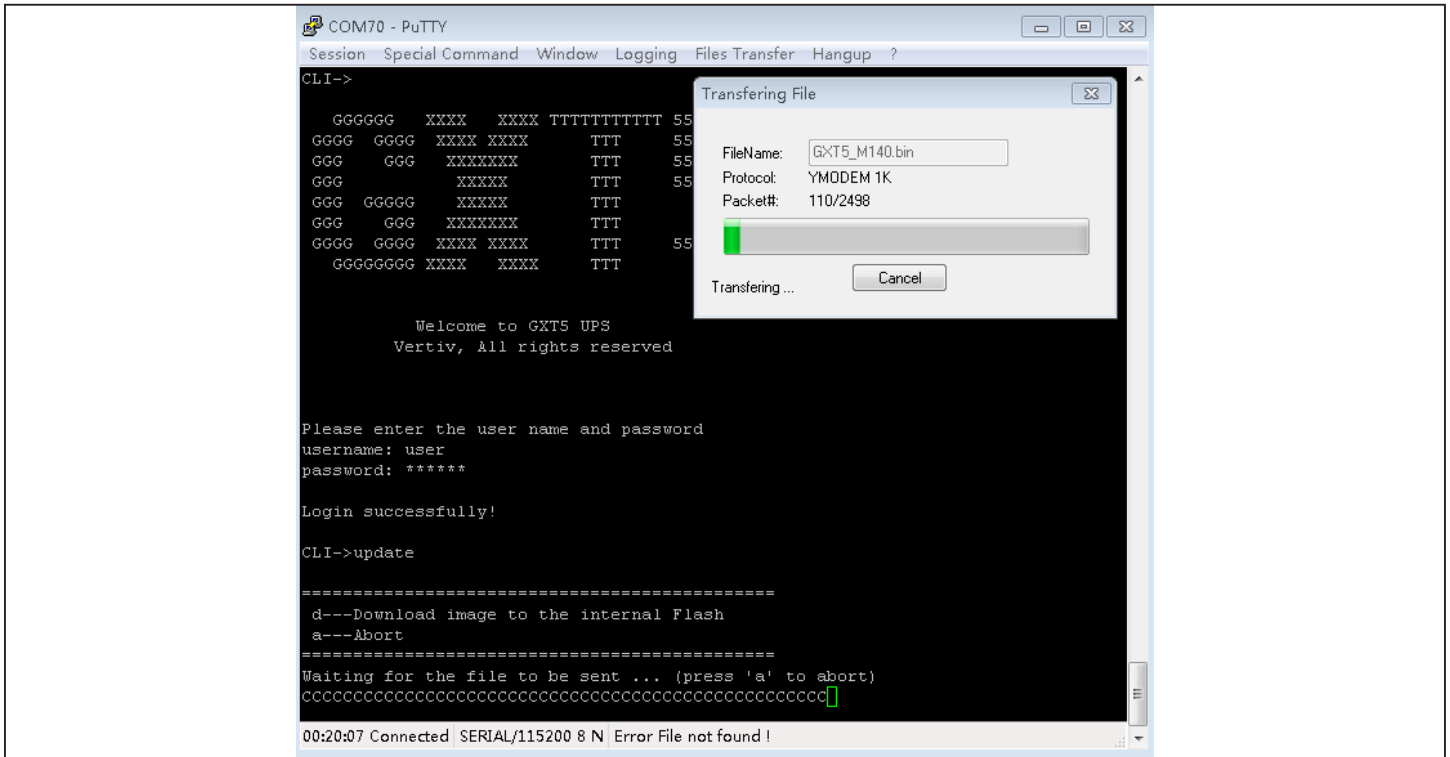 COM70 - PuTTY
Session Special Command Window Logging Files Transfer Hangup ?
CLI->
GGGGGG XXXX XXXX TTTTTTTTTTT 55
GGGG GGGG XXXX XXXX TTT 55
GGG GGG XXXXXXX TTT 55
GGG XXXXX TTT 55
GGG GGGGG XXXXX TTT
GGG GGG XXXXXXX TTT
GGGG GGGG XXXX XXXX TTT 55
GGGGGGGG XXXX XXXX TTT
Transfering File
FileName: GXT5_M140.bin
Protocol: YMODEM 1K
Packet#: 110/2498
Cancel
Transfering ...
Welcome to GXT5 UPS
Vertiv, All rights reserved
Please enter the user name and password
username: user
password: ******
Login successfully!
CLI->update
==============================================
d---Download image to the internal Flash
a---Abort
==============================================
Waiting for the file to be sent ... (press 'a' to abort)
CCCCCCCCCCCCCCCCCCCCCCCCCCCCCCCCCCCCCCCCCCCCCCCCCCC
00:20:07 Connected SERIAL/115200 8 N Error File not found !